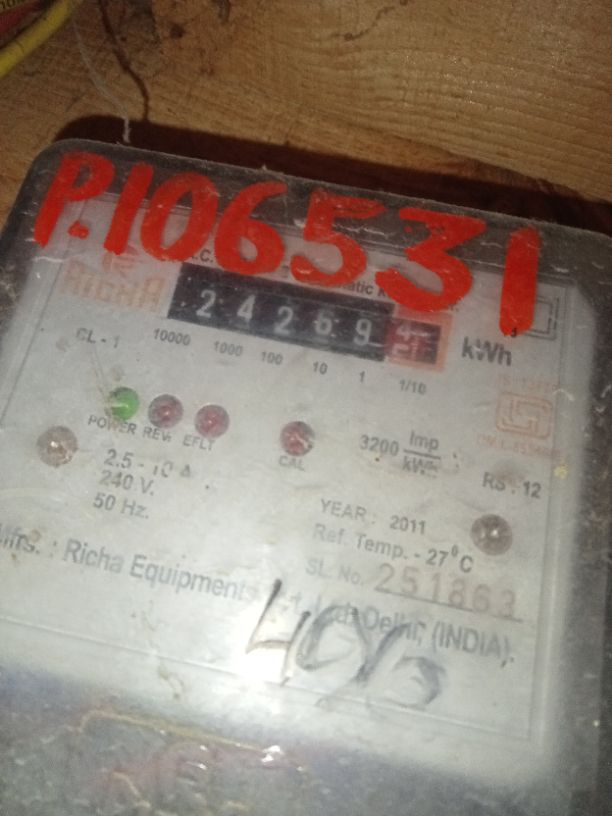 P.106531
RICHA
24269
kWh
CL - 1 10000 1000 100 10 1 1/10
POWER REV. EFLT CAL
3200 Imp/kWh
RS : 12
2.5 - 10 A
240 V.
50 Hz.
YEAR : 2011
Ref. Temp. - 27°C
SL. No. 251863
Mfrs. : Richa Equipments Delhi, (INDIA).